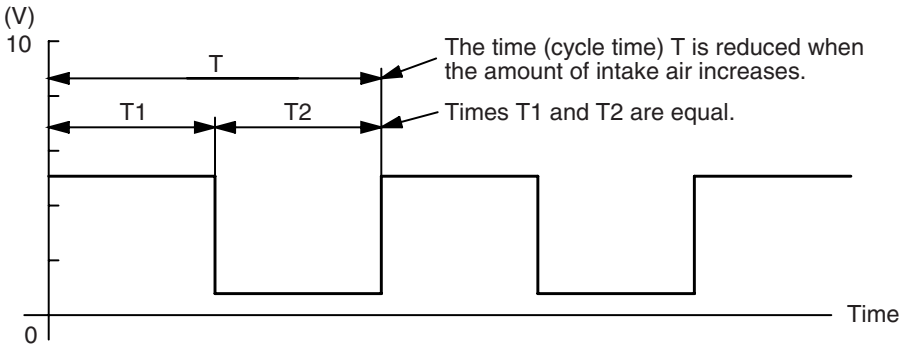 (V)
10
T
The time (cycle time) T is reduced when
the amount of intake air increases.
T1
T2
Times T1 and T2 are equal.
Time
0